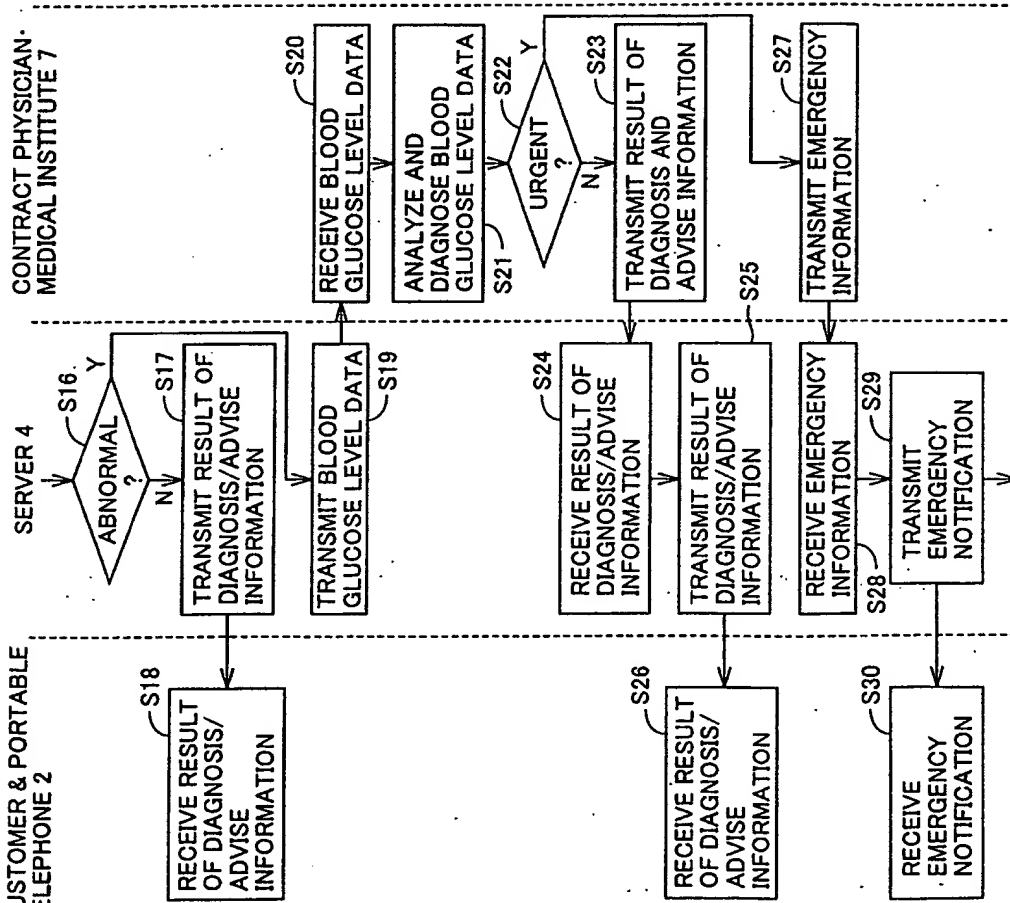 USTOMER & PORTABLE
ELEPHONE 2
SERVER 4
CONTRACT PHYSICIAN·
MEDICAL INSTITUTE 7
S16
ABNORMAL
?
Y
N
S17
TRANSMIT RESULT OF
DIAGNOSIS/ADVISE
INFORMATION
S18
RECEIVE RESULT
OF DIAGNOSIS/
ADVISE
INFORMATION
TRANSMIT BLOOD
GLUCOSE LEVEL DATA
S19
S20
RECEIVE BLOOD
GLUCOSE LEVEL DATA
ANALYZE AND
DIAGNOSE BLOOD
GLUCOSE LEVEL DATA
S21
S22
URGENT
?
Y
N
S23
TRANSMIT RESULT OF
DIAGNOSIS AND
ADVISE INFORMATION
S24
RECEIVE RESULT OF
DIAGNOSIS/ADVISE
INFORMATION
S25
TRANSMIT RESULT OF
DIAGNOSIS/ADVISE
INFORMATION
S26
RECEIVE RESULT
OF DIAGNOSIS/
ADVISE
INFORMATION
S27
TRANSMIT EMERGENCY
INFORMATION
RECEIVE EMERGENCY
INFORMATION
S28
S29
TRANSMIT
EMERGENCY
NOTIFICATION
S30
RECEIVE
EMERGENCY
NOTIFICATION